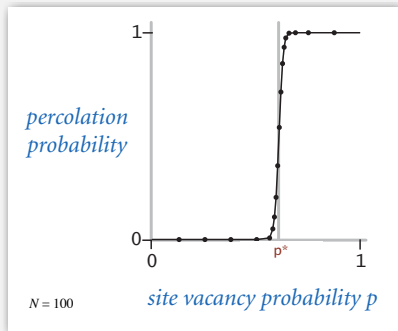 1
percolation
probability
0
p*
0
1
N = 100
site vacancy probability p